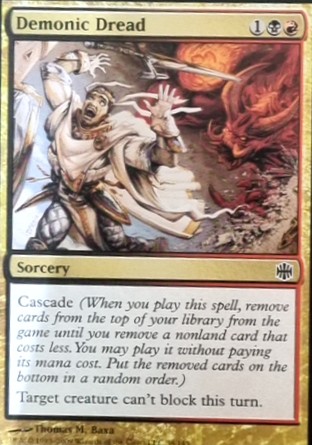 Demonic Dread 1
Sorcery
Cascade (When you play this spell, remove
cards from the top of your library from the
game until you remove a nonland card that
costs less. You may play it without paying
its mana cost. Put the removed cards on the
bottom in a random order.)
Target creature can't block this turn.
Thomas M. Baxa